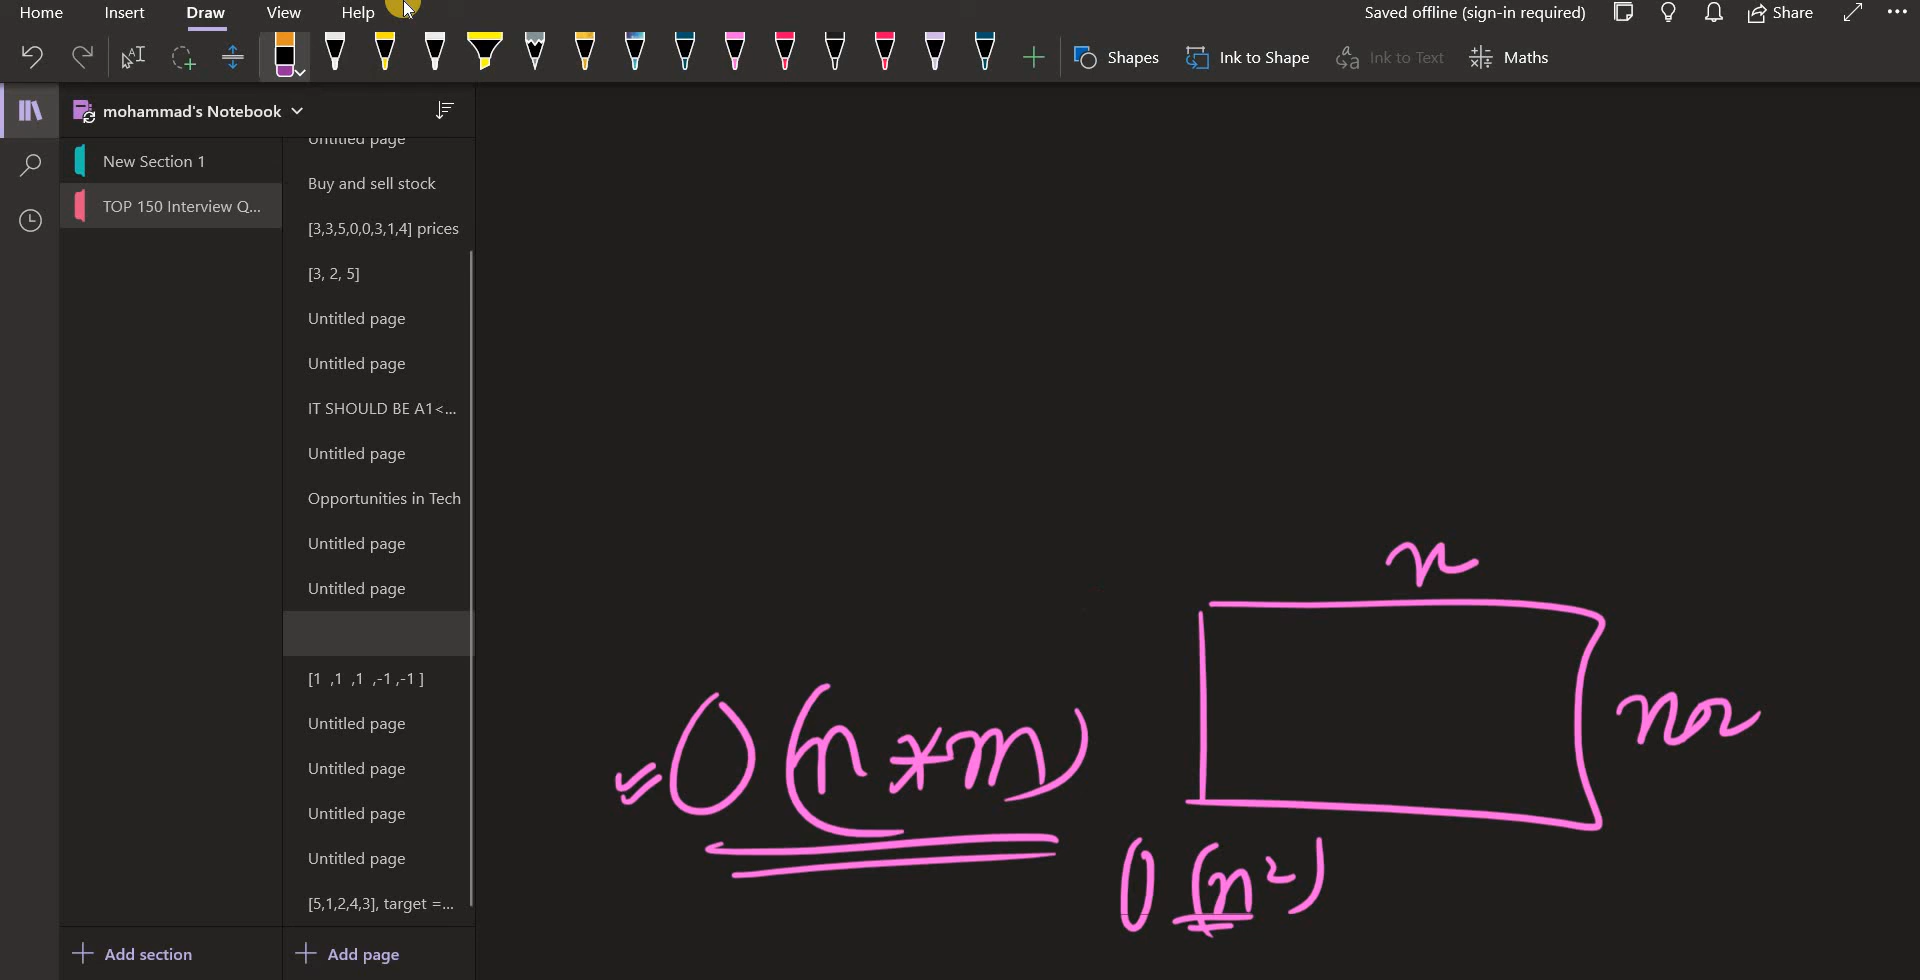 Home Insert Draw View Help Saved offline (sign-in required) Share
Shapes Ink to Shape Ink to Text Maths
mohammad's Notebook
New Section 1
TOP 150 Interview Q...
Untitled page
Buy and sell stock
[3,3,5,0,0,3,1,4] prices
[3, 2, 5]
Untitled page
Untitled page
IT SHOULD BE A1<...
Untitled page
Opportunities in Tech
Untitled page
Untitled page
[1 ,1 ,1 ,-1 ,-1 ]
Untitled page
Untitled page
Untitled page
Untitled page
[5,1,2,4,3], target =...
Add section
Add page
n
O(n*m)
O(n²)